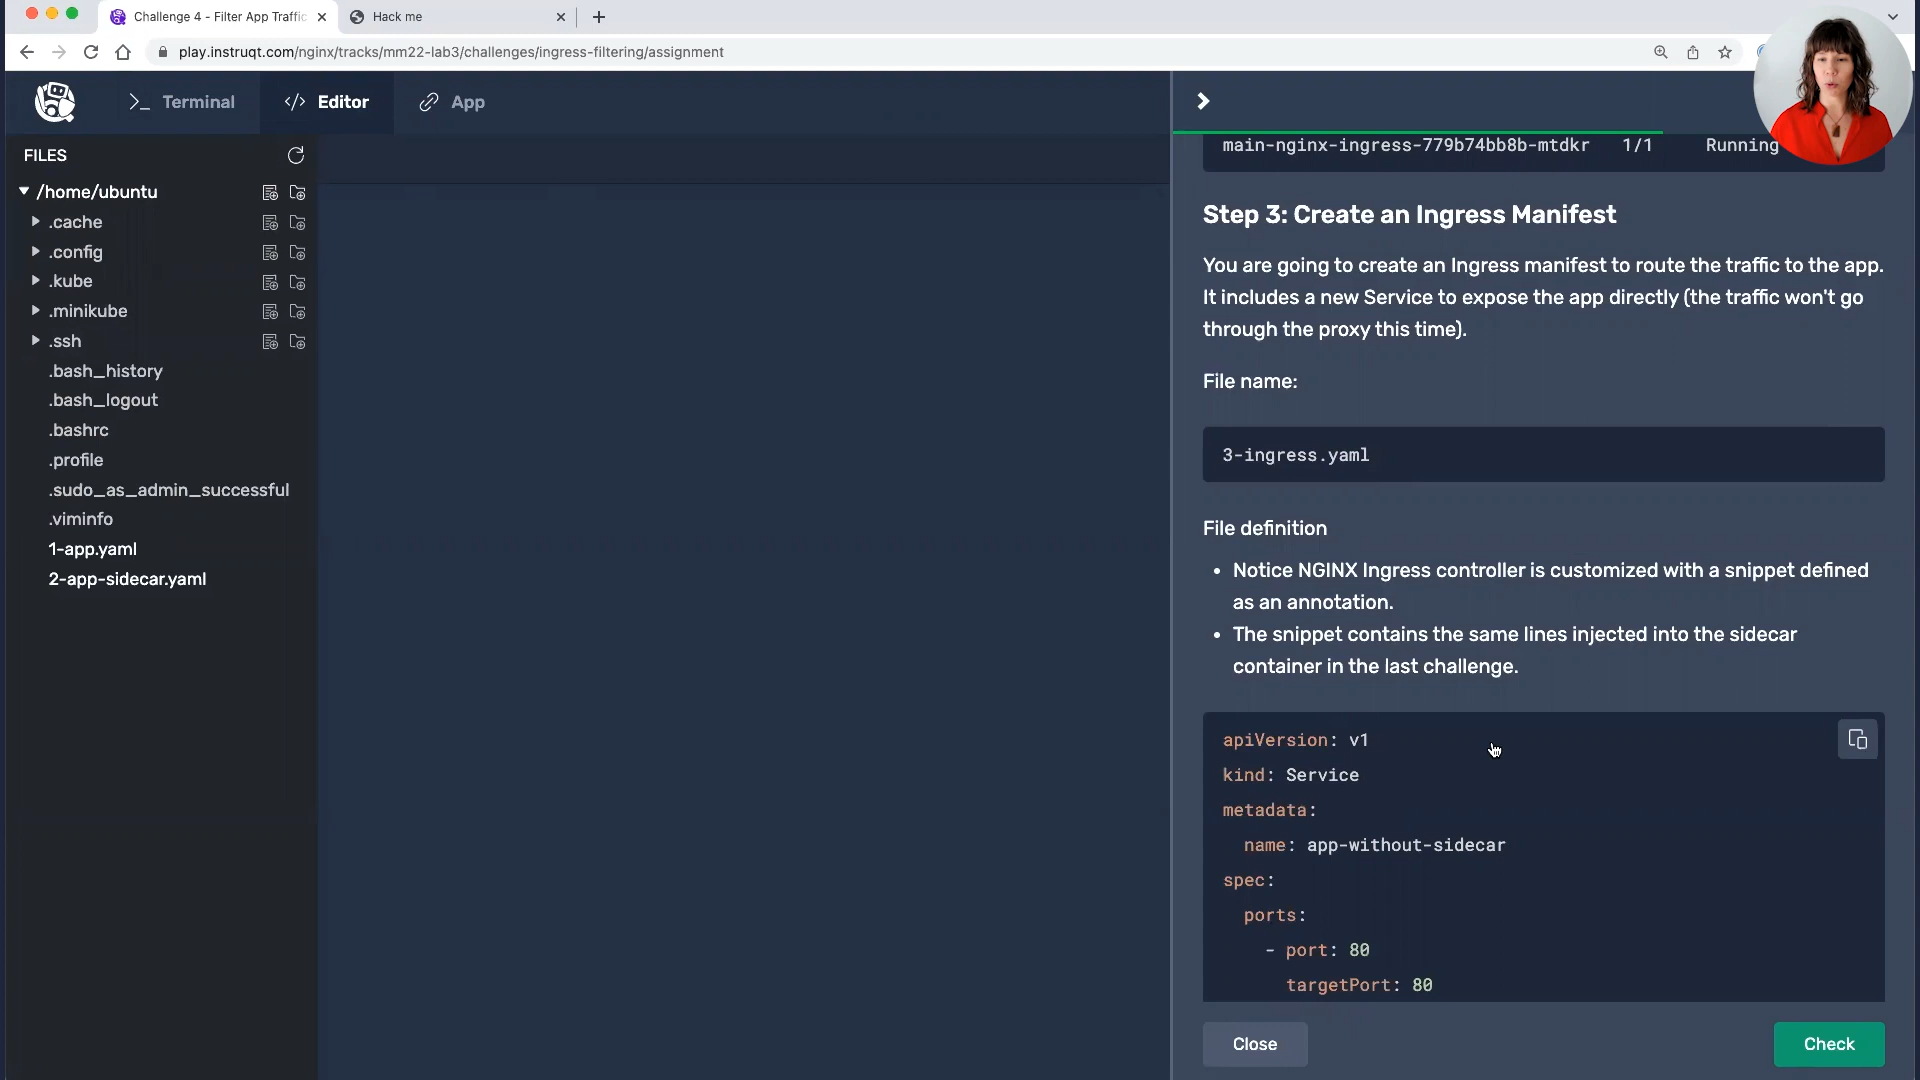 Challenge 4 - Filter App Traffic
Hack me
play.instruqt.com/nginx/tracks/mm22-lab3/challenges/ingress-filtering/assignment
>_ Terminal
</> Editor
App
FILES
/home/ubuntu
.cache
.config
.kube
.minikube
.ssh
.bash_history
.bash_logout
.bashrc
.profile
.sudo_as_admin_successful
.viminfo
1-app.yaml
2-app-sidecar.yaml
main-nginx-ingress-779b74bb8b-mtdkr 1/1 Running
Step 3: Create an Ingress Manifest
You are going to create an Ingress manifest to route the traffic to the app.
It includes a new Service to expose the app directly (the traffic won't go
through the proxy this time).
File name:
3-ingress.yaml
File definition
• Notice NGINX Ingress controller is customized with a snippet defined
as an annotation.
• The snippet contains the same lines injected into the sidecar
container in the last challenge.
apiVersion: v1
kind: Service
metadata:
name: app-without-sidecar
spec:
ports:
- port: 80
targetPort: 80
Close
Check